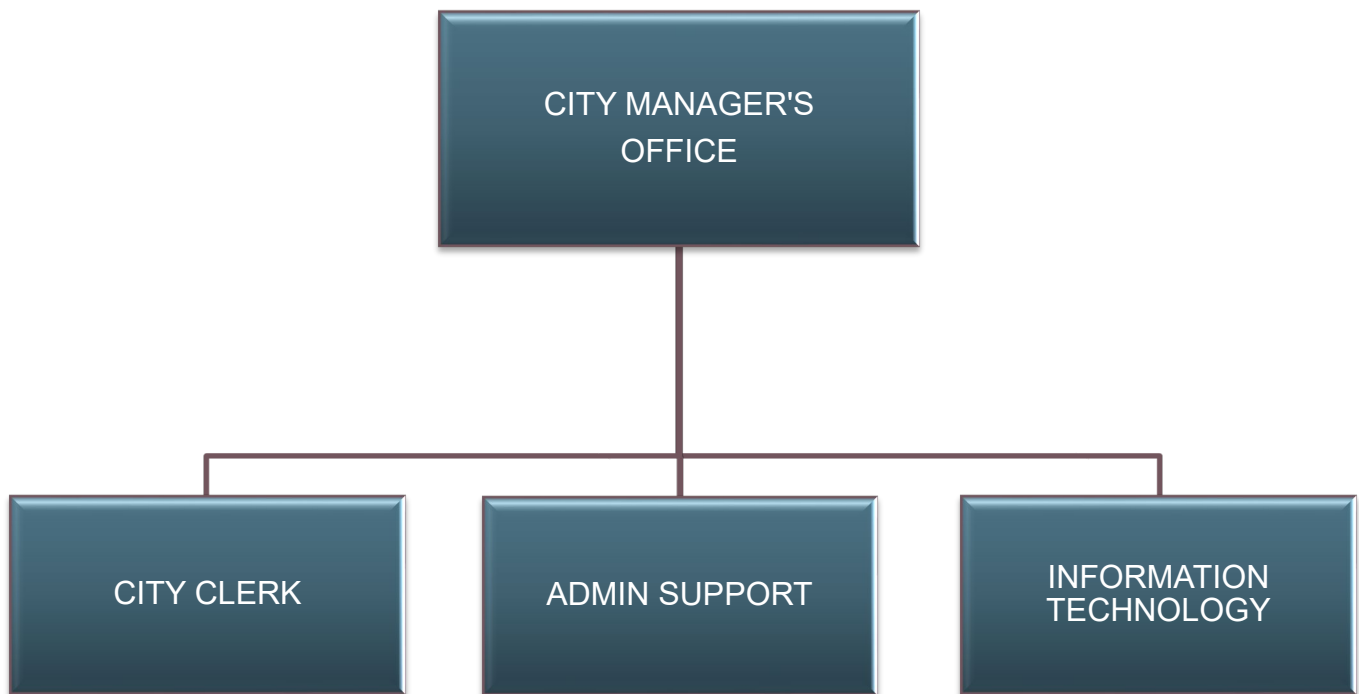 CITY MANAGER'S
OFFICE
CITY CLERK
ADMIN SUPPORT
INFORMATION
TECHNOLOGY